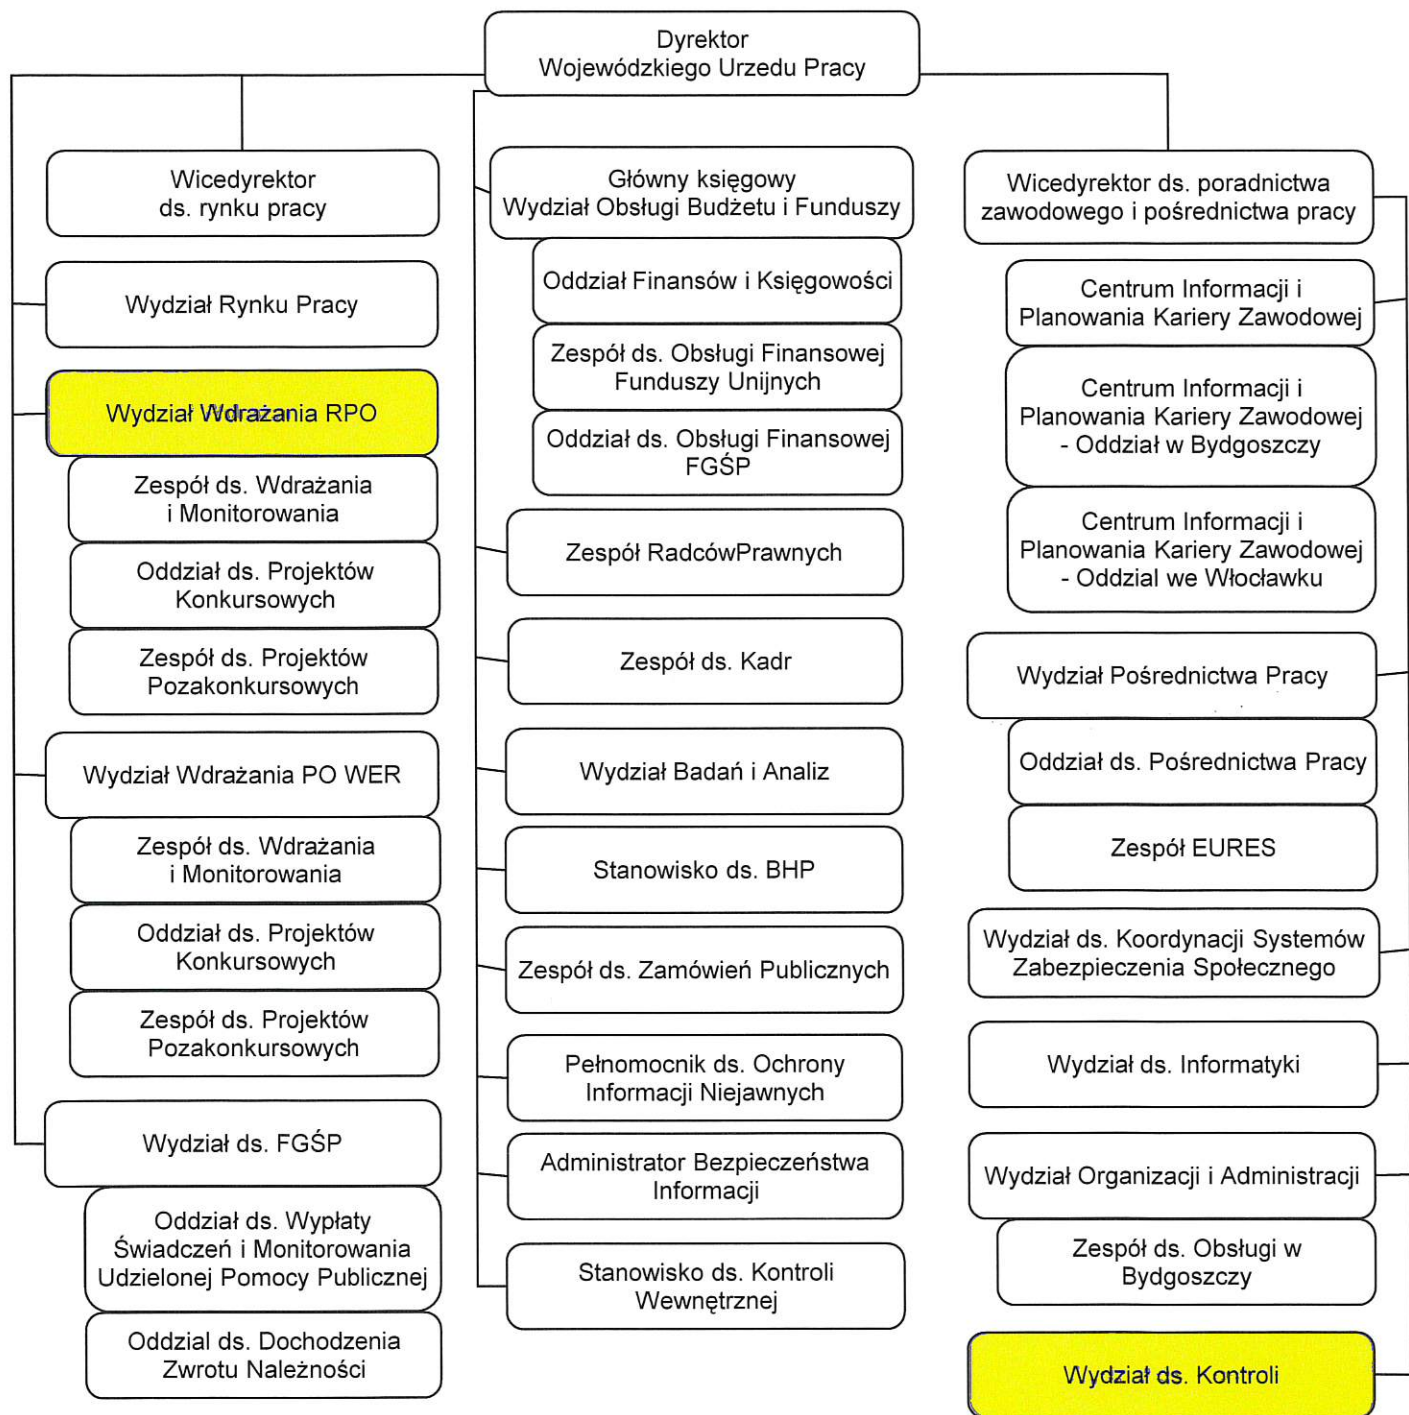 Dyrektor
Wojewódzkiego Urzedu Pracy
Wicedyrektor
ds. rynku pracy
Wydział Rynku Pracy
Wydział Wdrażania RPO
Zespół ds. Wdrażania
i Monitorowania
Oddział ds. Projektów
Konkursowych
Zespół ds. Projektów
Pozakonkursowych
Wydział Wdrażania PO WER
Zespół ds. Wdrażania
i Monitorowania
Oddział ds. Projektów
Konkursowych
Zespół ds. Projektów
Pozakonkursowych
Wydział ds. FGŚP
Oddział ds. Wypłaty
Świadczeń i Monitorowania
Udzielonej Pomocy Publicznej
Oddzial ds. Dochodzenia
Zwrotu Należności
Główny księgowy
Wydział Obsługi Budżetu i Funduszy
Oddział Finansów i Księgowości
Zespół ds. Obsługi Finansowej
Funduszy Unijnych
Oddział ds. Obsługi Finansowej
FGŚP
Zespół RadcówPrawnych
Zespół ds. Kadr
Wydział Badań i Analiz
Stanowisko ds. BHP
Zespół ds. Zamówień Publicznych
Pełnomocnik ds. Ochrony
Informacji Niejawnych
Administrator Bezpieczeństwa
Informacji
Stanowisko ds. Kontroli
Wewnętrznej
Wicedyrektor ds. poradnictwa
zawodowego i pośrednictwa pracy
Centrum Informacji i
Planowania Kariery Zawodowej
Centrum Informacji i
Planowania Kariery Zawodowej
- Oddział w Bydgoszczy
Centrum Informacji i
Planowania Kariery Zawodowej
- Oddzial we Włocławku
Wydział Pośrednictwa Pracy
Oddział ds. Pośrednictwa Pracy
Zespół EURES
Wydział ds. Koordynacji Systemów
Zabezpieczenia Społecznego
Wydział ds. Informatyki
Wydział Organizacji i Administracji
Zespół ds. Obsługi w
Bydgoszczy
Wydział ds. Kontroli